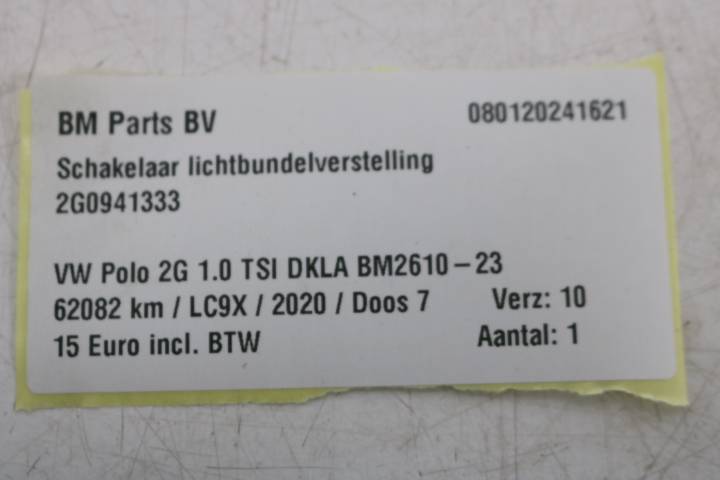 BM Parts BV 080120241621
Schakelaar lichtbundelverstelling
2G0941333
VW Polo 2G 1.0 TSI DKLA BM2610-23
62082 km / LC9X / 2020 / Doos 7 Verz: 10
15 Euro incl. BTW Aantal: 1